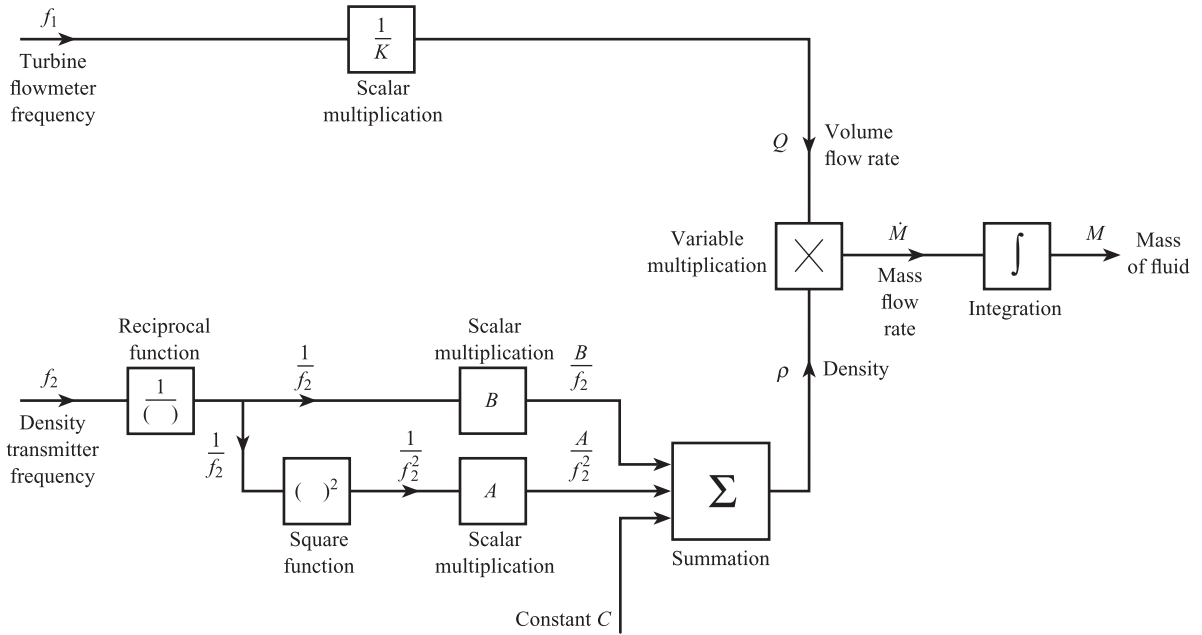 f₁
Turbine
flowmeter
frequency
1/K
Scalar
multiplication
Q
Volume
flow rate
Variable
multiplication
×
Ṁ
Mass
flow
rate
∫
Integration
M
Mass
of fluid
Reciprocal
function
f₂
Density
transmitter
frequency
1/( )
1/f₂
1/f₂
Scalar
multiplication
B
B/f₂
( )²
Square
function
1/f₂²
A
Scalar
multiplication
A/f₂²
Σ
Summation
ρ
Density
Constant C